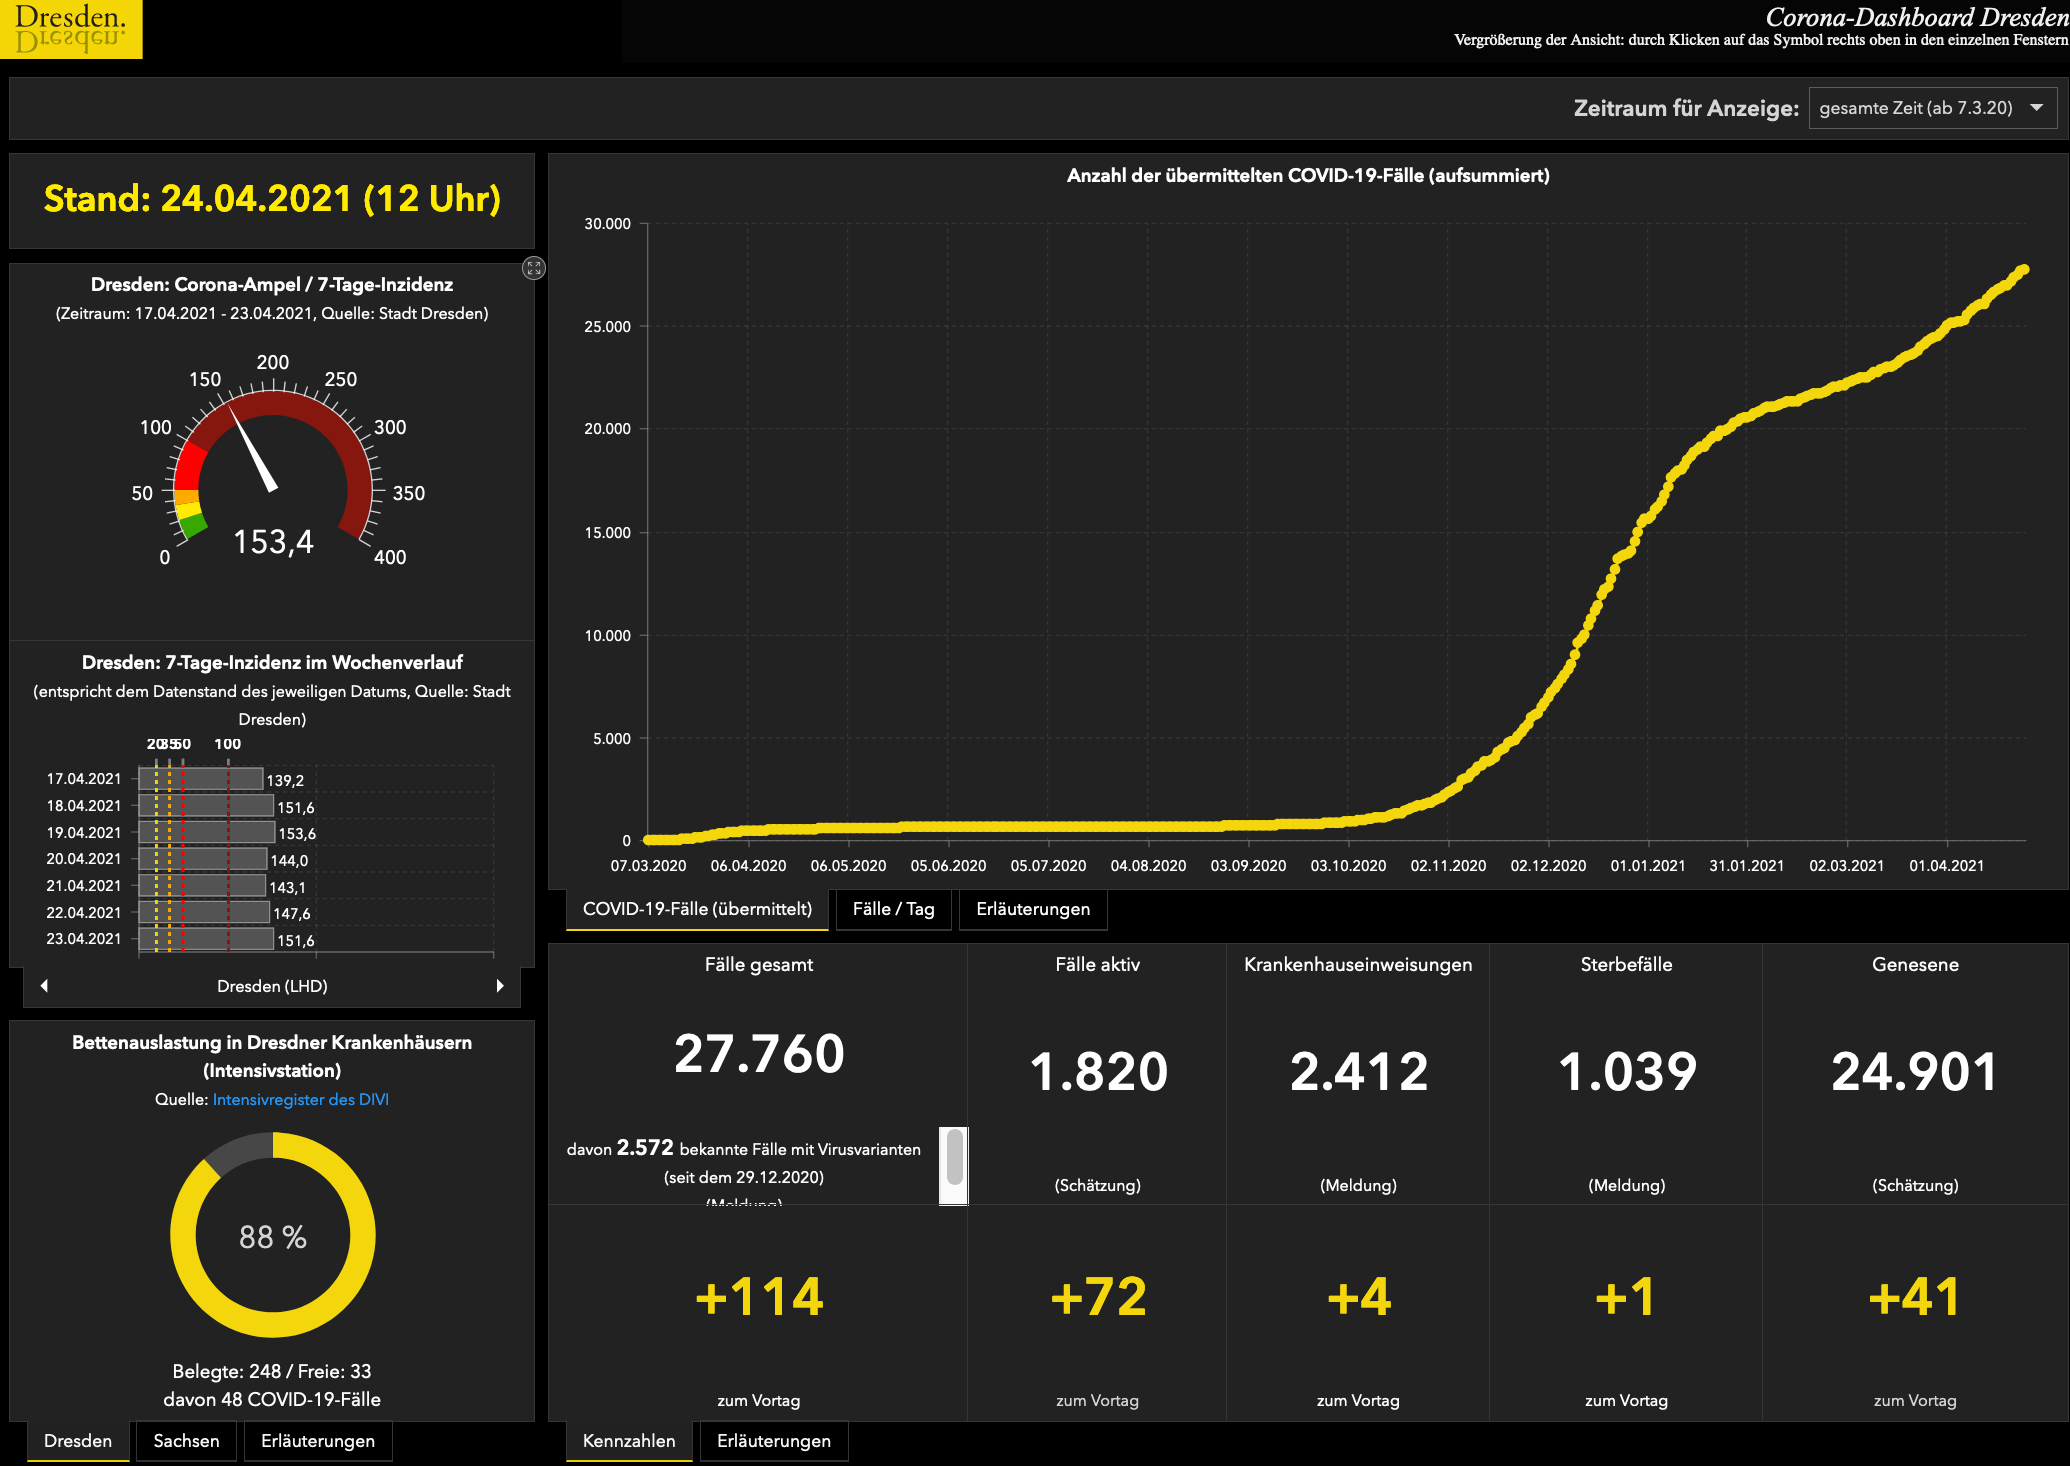 Dresden.
Corona-Dashboard Dresden
Vergrößerung der Ansicht: durch Klicken auf das Symbol rechts oben in den einzelnen Fenstern
Zeitraum für Anzeige: gesamte Zeit (ab 7.3.20)
Stand: 24.04.2021 (12 Uhr)
Dresden: Corona-Ampel / 7-Tage-Inzidenz
(Zeitraum: 17.04.2021 - 23.04.2021, Quelle: Stadt Dresden)
0
50
100
150
200
250
300
350
400
153,4
Dresden: 7-Tage-Inzidenz im Wochenverlauf
(entspricht dem Datenstand des jeweiligen Datums, Quelle: Stadt
Dresden)
20 35 50 100
17.04.2021 139,2
18.04.2021 151,6
19.04.2021 153,6
20.04.2021 144,0
21.04.2021 143,1
22.04.2021 147,6
23.04.2021 151,6
Dresden (LHD)
Bettenauslastung in Dresdner Krankenhäusern
(Intensivstation)
Quelle: Intensivregister des DIVI
88 %
Belegte: 248 / Freie: 33
davon 48 COVID-19-Fälle
Dresden Sachsen Erläuterungen
Anzahl der übermittelten COVID-19-Fälle (aufsummiert)
30.000
25.000
20.000
15.000
10.000
5.000
0
07.03.2020 06.04.2020 06.05.2020 05.06.2020 05.07.2020 04.08.2020 03.09.2020 03.10.2020 02.11.2020 02.12.2020 01.01.2021 31.01.2021 02.03.2021 01.04.2021
COVID-19-Fälle (übermittelt) Fälle / Tag Erläuterungen
Fälle gesamt
27.760
davon 2.572 bekannte Fälle mit Virusvarianten
(seit dem 29.12.2020)
(Meldung)
+114
zum Vortag
Fälle aktiv
1.820
(Schätzung)
+72
zum Vortag
Krankenhauseinweisungen
2.412
(Meldung)
+4
zum Vortag
Sterbefälle
1.039
(Meldung)
+1
zum Vortag
Genesene
24.901
(Schätzung)
+41
zum Vortag
Kennzahlen Erläuterungen